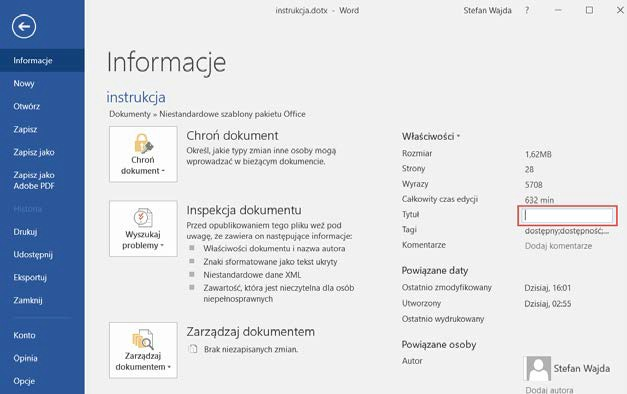 instrukcja.dotx - Word
Stefan Wajda
?
Informacje
Nowy
Otwórz
Zapisz
Zapisz jako
Zapisz jako
Adobe PDF
Historia
Drukuj
Udostępnij
Eksportuj
Zamknij
Konto
Opinia
Opcje
Informacje
instrukcja
Dokumenty » Niestandardowe szablony pakietu Office
Chroń
dokument
Chroń dokument
Określ, jakie typy zmian inne osoby mogą
wprowadzać w bieżącym dokumencie.
Wyszukaj
problemy
Inspekcja dokumentu
Przed opublikowaniem tego pliku weź pod
uwagę, że zawiera on następujące informacje:
Właściwości dokumentu i nazwa autora
Znaki sformatowane jako tekst ukryty
Niestandardowe dane XML
Zawartość, która jest nieczytelna dla osób
niepełnosprawnych
Zarządzaj
dokumentem
Zarządzaj dokumentem
Brak niezapisanych zmian.
Właściwości
Rozmiar 1,62MB
Strony 28
Wyrazy 5708
Całkowity czas edycji 632 min
Tytuł
Tagi dostępny;dostępność;...
Komentarze Dodaj komentarze
Powiązane daty
Ostatnio zmodyfikowany Dzisiaj, 16:01
Utworzony Dzisiaj, 02:55
Ostatnio wydrukowany
Powiązane osoby
Autor Stefan Wajda
Dodaj autora